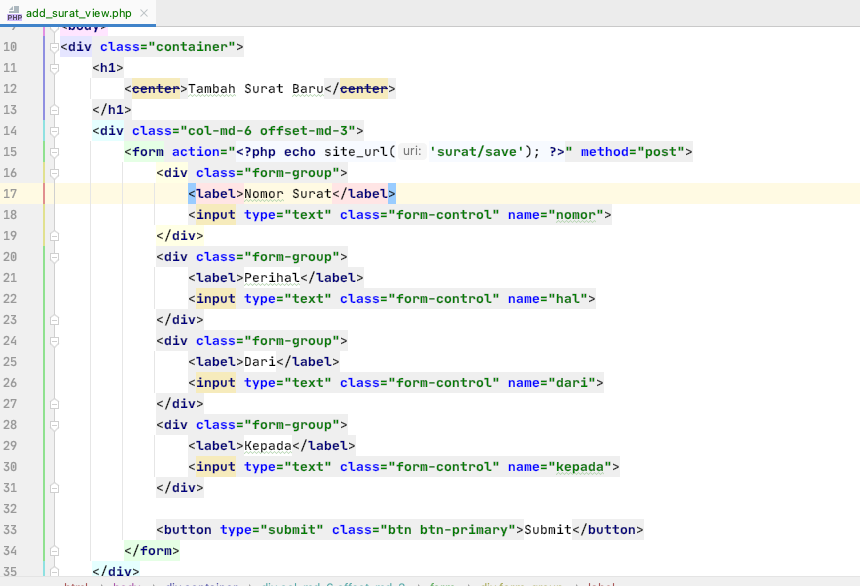 PHP add_surat_view.php
9 <body>
10 <div class="container">
11 <h1>
12 <center>Tambah Surat Baru</center>
13 </h1>
14 <div class="col-md-6 offset-md-3">
15 <form action="<?php echo site_url( uri: 'surat/save'); ?>" method="post">
16 <div class="form-group">
17 <label>Nomor Surat</label>
18 <input type="text" class="form-control" name="nomor">
19 </div>
20 <div class="form-group">
21 <label>Perihal</label>
22 <input type="text" class="form-control" name="hal">
23 </div>
24 <div class="form-group">
25 <label>Dari</label>
26 <input type="text" class="form-control" name="dari">
27 </div>
28 <div class="form-group">
29 <label>Kepada</label>
30 <input type="text" class="form-control" name="kepada">
31 </div>
32
33 <button type="submit" class="btn btn-primary">Submit</button>
34 </form>
35 </div>